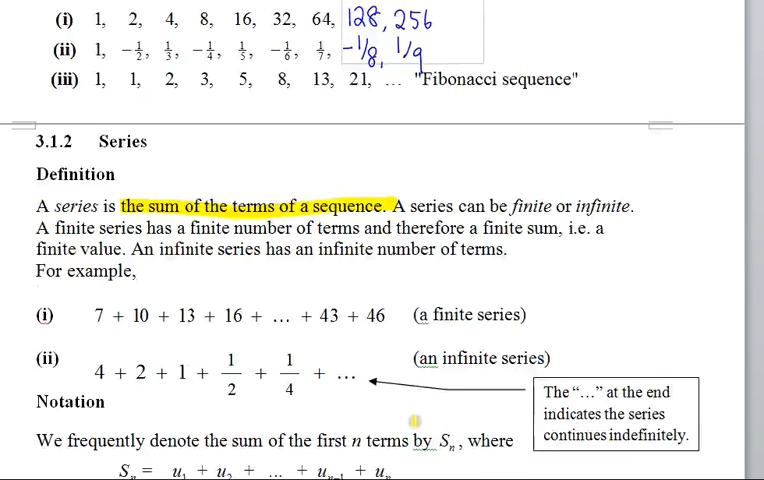 (i) 1, 2, 4, 8, 16, 32, 64, 128, 256
(ii) 1, -1/2, 1/3, -1/4, 1/5, -1/6, 1/7, -1/8, 1/9
(iii) 1, 1, 2, 3, 5, 8, 13, 21, ... "Fibonacci sequence"
3.1.2 Series
Definition
A series is the sum of the terms of a sequence. A series can be finite or infinite.
A finite series has a finite number of terms and therefore a finite sum, i.e. a
finite value. An infinite series has an infinite number of terms.
For example,
(i) 7 + 10 + 13 + 16 + ... + 43 + 46 (a finite series)
(ii) 4 + 2 + 1 + 1/2 + 1/4 + ... (an infinite series)
The "..." at the end
indicates the series
continues indefinitely.
Notation
We frequently denote the sum of the first n terms by Sₙ, where
Sₙ = u₁ + u₂ + ... + uₙ₋₁ + uₙ